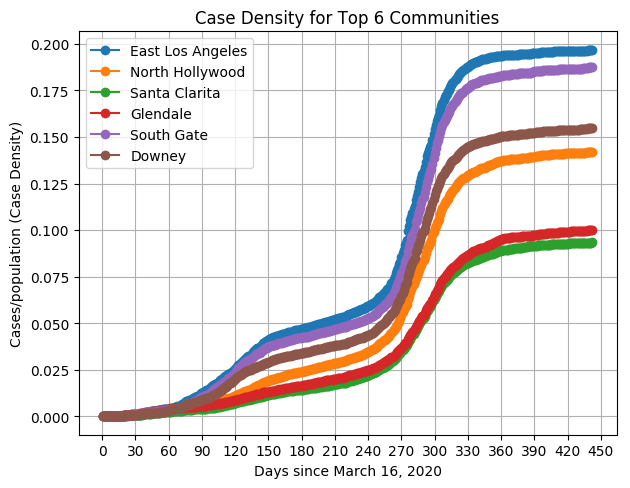 Case Density for Top 6 Communities
East Los Angeles
North Hollywood
Santa Clarita
Glendale
South Gate
Downey
Cases/population (Case Density)
0.200
0.175
0.150
0.125
0.100
0.075
0.050
0.025
0.000
0 30 60 90 120 150 180 210 240 270 300 330 360 390 420 450
Days since March 16, 2020